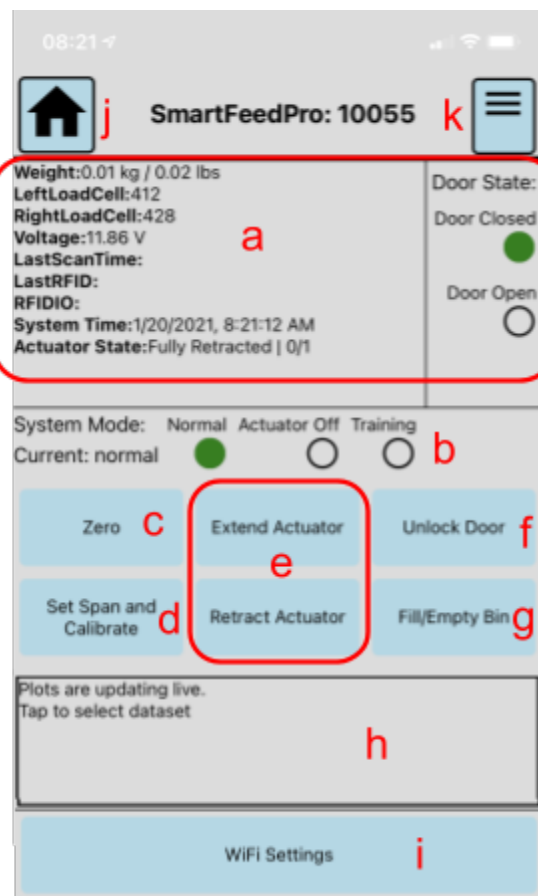 08:21
j
SmartFeedPro: 10055
k
Weight:0.01 kg / 0.02 lbs
LeftLoadCell:412
RightLoadCell:428
Voltage:11.86 V
LastScanTime:
LastRFID:
RFIDIO:
System Time:1/20/2021, 8:21:12 AM
Actuator State:Fully Retracted | 0/1
a
Door State:
Door Closed
Door Open
System Mode: Normal Actuator Off Training
Current: normal
b
Zero c
Extend Actuator
Unlock Door f
e
Set Span and
Calibrate d
Retract Actuator
Fill/Empty Bin g
Plots are updating live.
Tap to select dataset
h
WiFi Settings i